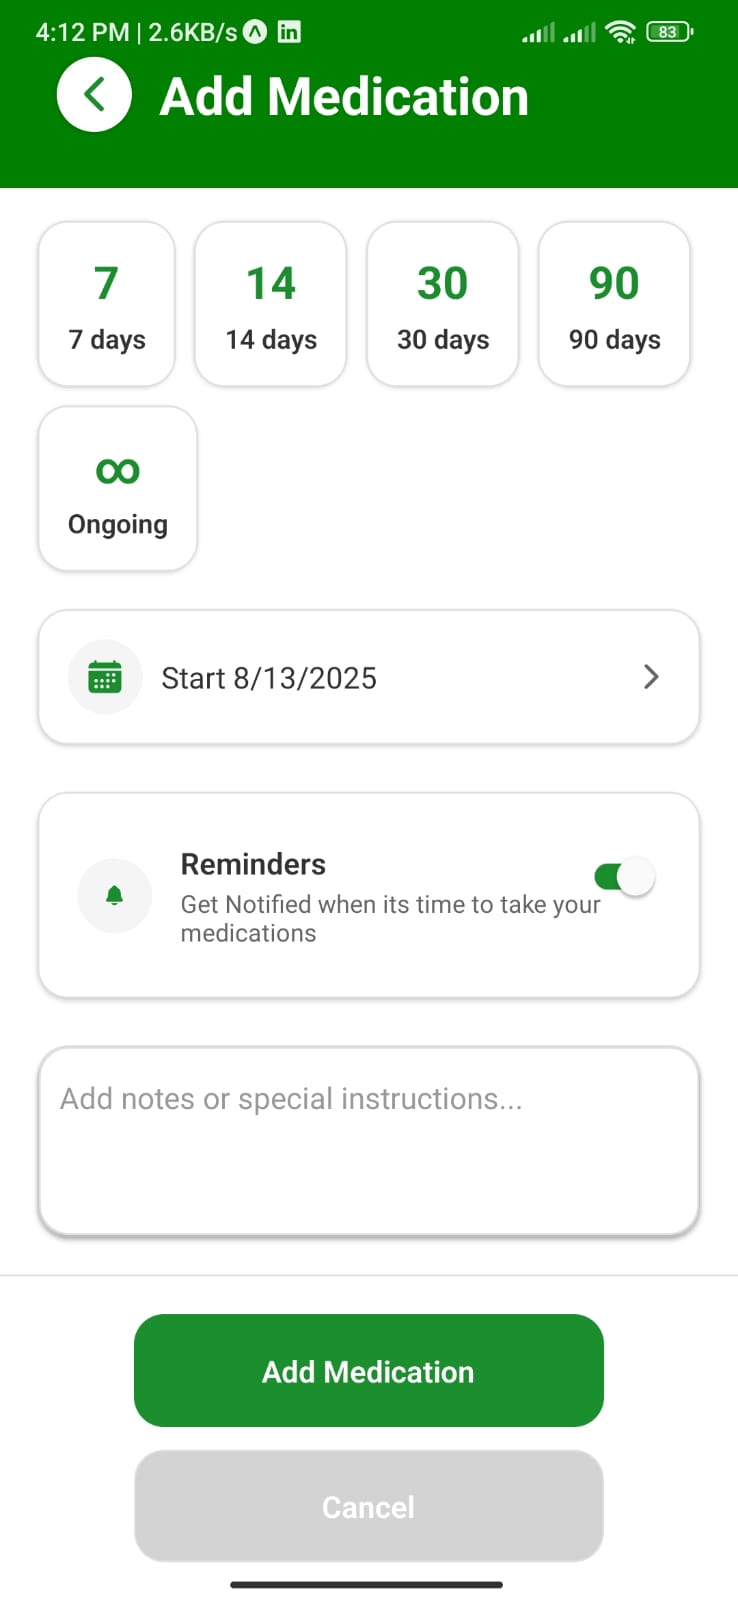 4:12 PM | 2.6KB/s in 83
Add Medication
7 14 30 90
7 days 14 days 30 days 90 days
∞
Ongoing
Start 8/13/2025
Reminders
Get Notified when its time to take your
medications
Add notes or special instructions...
Add Medication
Cancel